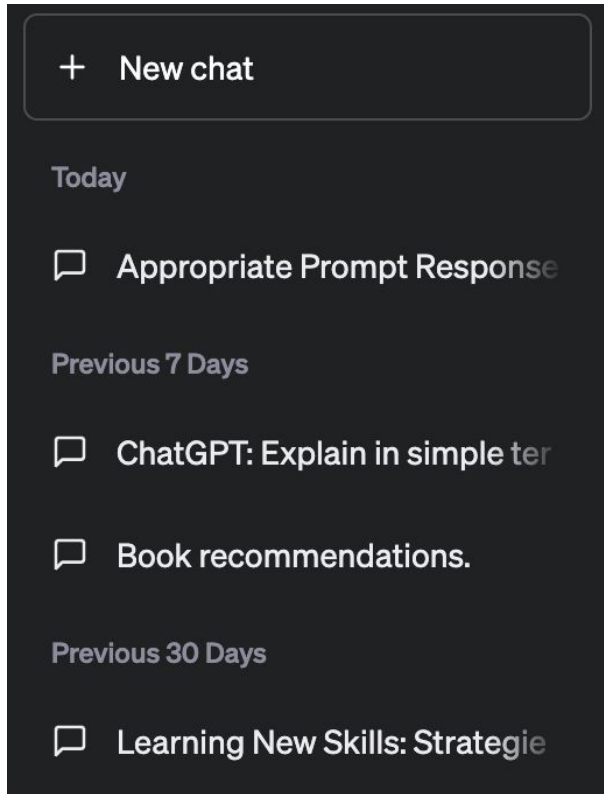 New chat
Today
Appropriate Prompt Response
Previous 7 Days
ChatGPT: Explain in simple ter
Book recommendations.
Previous 30 Days
Learning New Skills: Strategie